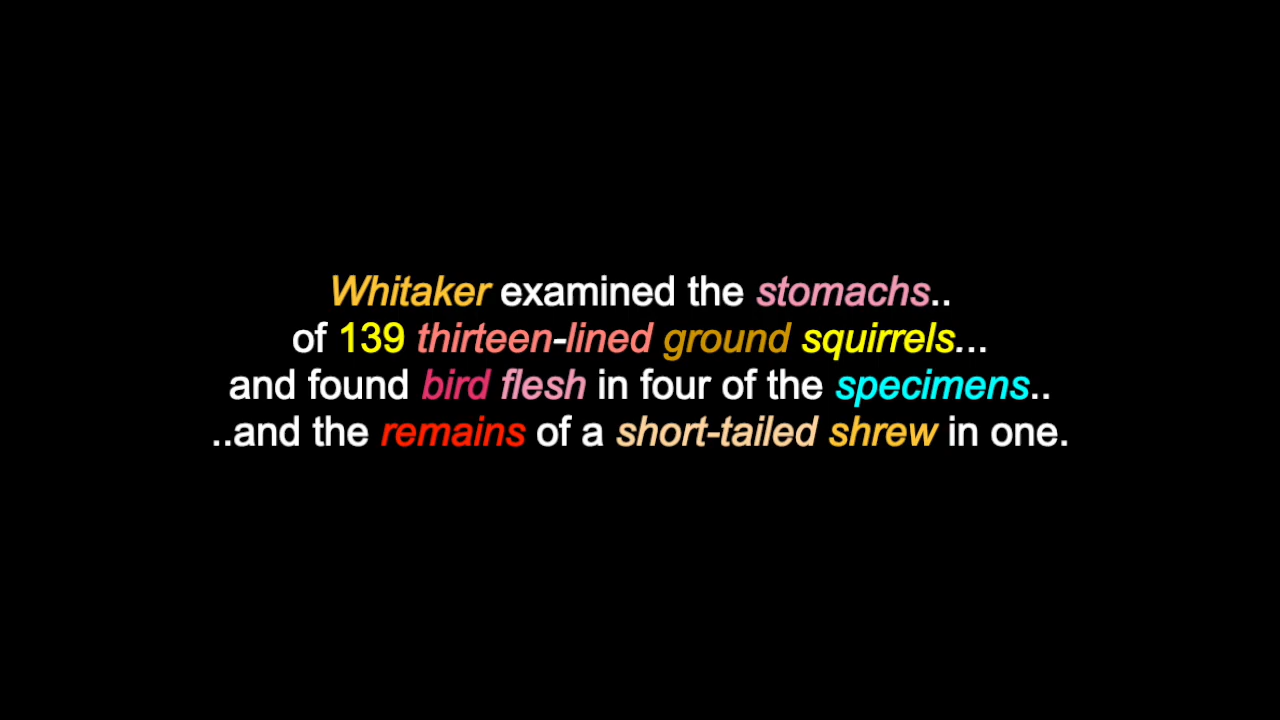 Whitaker examined the stomachs..
of 139 thirteen-lined ground squirrels...
and found bird flesh in four of the specimens..
..and the remains of a short-tailed shrew in one.